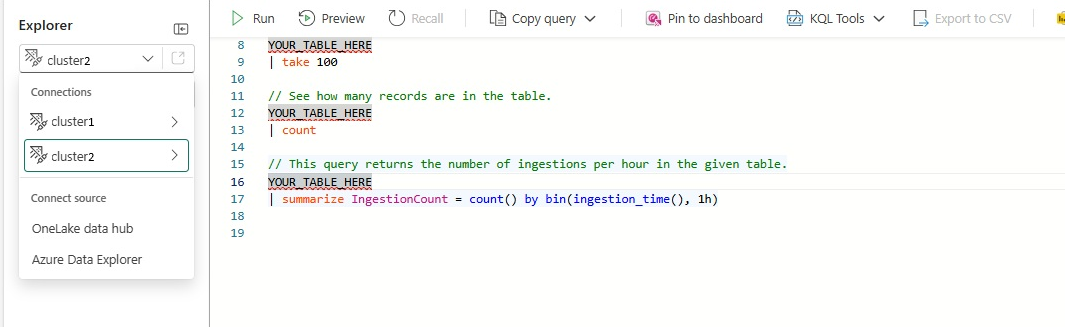 Explorer
cluster2
Connections
cluster1
cluster2
Connect source
OneLake data hub
Azure Data Explorer
Run Preview Recall Copy query Pin to dashboard KQL Tools Export to CSV
8 YOUR_TABLE_HERE
9 | take 100
10
11 // See how many records are in the table.
12 YOUR_TABLE_HERE
13 | count
14
15 // This query returns the number of ingestions per hour in the given table.
16 YOUR_TABLE_HERE
17 | summarize IngestionCount = count() by bin(ingestion_time(), 1h)
18
19